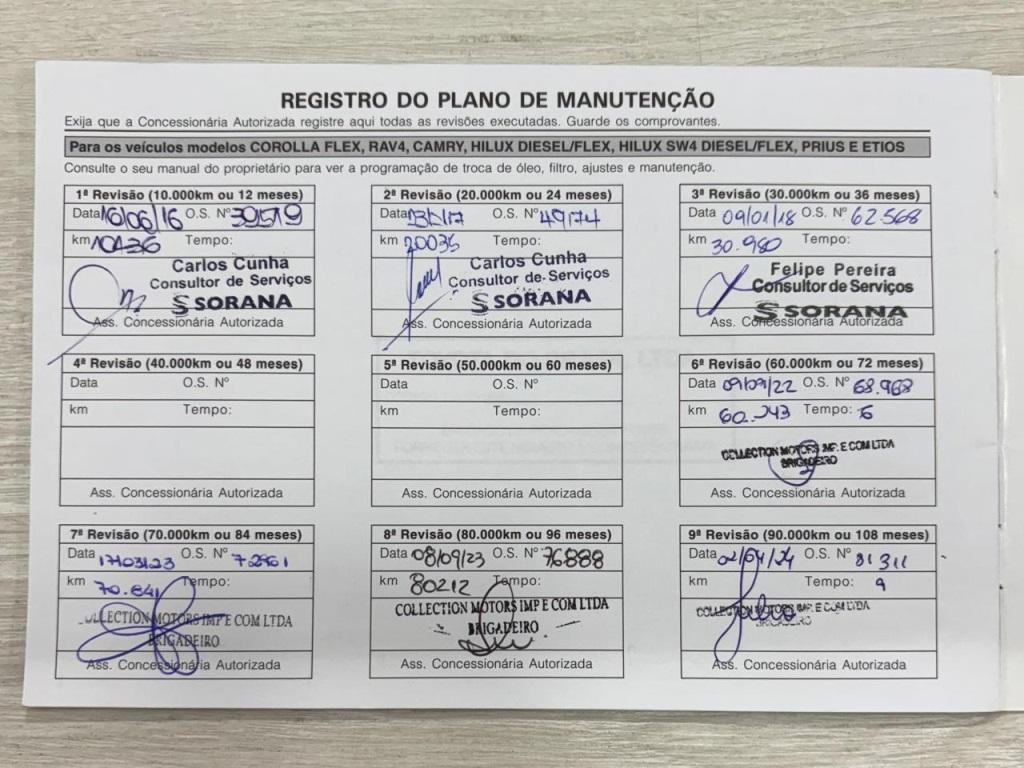 REGISTRO DO PLANO DE MANUTENÇÃO
Exija que a Concessionária Autorizada registre aqui todas as revisões executadas. Guarde os comprovantes.
Para os veículos modelos COROLLA FLEX, RAV4, CAMRY, HILUX DIESEL/FLEX, HILUX SW4 DIESEL/FLEX, PRIUS E ETIOS
Consulte o seu manual do proprietário para ver a programação de troca de óleo, filtro, ajustes e manutenção.
1ª Revisão (10.000km ou 12 meses)
Data 16/06/16 O.S. Nº 39519
km 10436 Tempo:
Carlos Cunha
Consultor de Serviços
SORANA
Ass. Concessionária Autorizada
2ª Revisão (20.000km ou 24 meses)
Data O.S. Nº 49174
km 20035 Tempo:
Carlos Cunha
Consultor de Serviços
SORANA
Ass. Concessionária Autorizada
3ª Revisão (30.000km ou 36 meses)
Data 09/01/18 O.S. Nº 62.568
km 30.980 Tempo:
Felipe Pereira
Consultor de Serviços
SORANA
Ass. Concessionária Autorizada
4ª Revisão (40.000km ou 48 meses)
Data O.S. Nº
km Tempo:
Ass. Concessionária Autorizada
5ª Revisão (50.000km ou 60 meses)
Data O.S. Nº
km Tempo:
Ass. Concessionária Autorizada
6ª Revisão (60.000km ou 72 meses)
Data 09/09/22 O.S. Nº 68.968
km 60.243 Tempo: 6
COLLECTION MOTORS IMP. E COM LTDA
BRIGADEIRO
Ass. Concessionária Autorizada
7ª Revisão (70.000km ou 84 meses)
Data 17/03/23 O.S. Nº
km 70.841 Tempo:
COLLECTION MOTORS IMP E COM LTDA
BRIGADEIRO
Ass. Concessionária Autorizada
8ª Revisão (80.000km ou 96 meses)
Data 08/09/23 O.S. Nº 76888
km 80212 Tempo:
COLLECTION MOTORS IMP E COM LTDA
BRIGADEIRO
Ass. Concessionária Autorizada
9ª Revisão (90.000km ou 108 meses)
Data 02/04/24 O.S. Nº 81311
km Tempo: 9
COLLECTION MOTORS IMP. E COM LTDA
BRIGADEIRO
Ass. Concessionária Autorizada